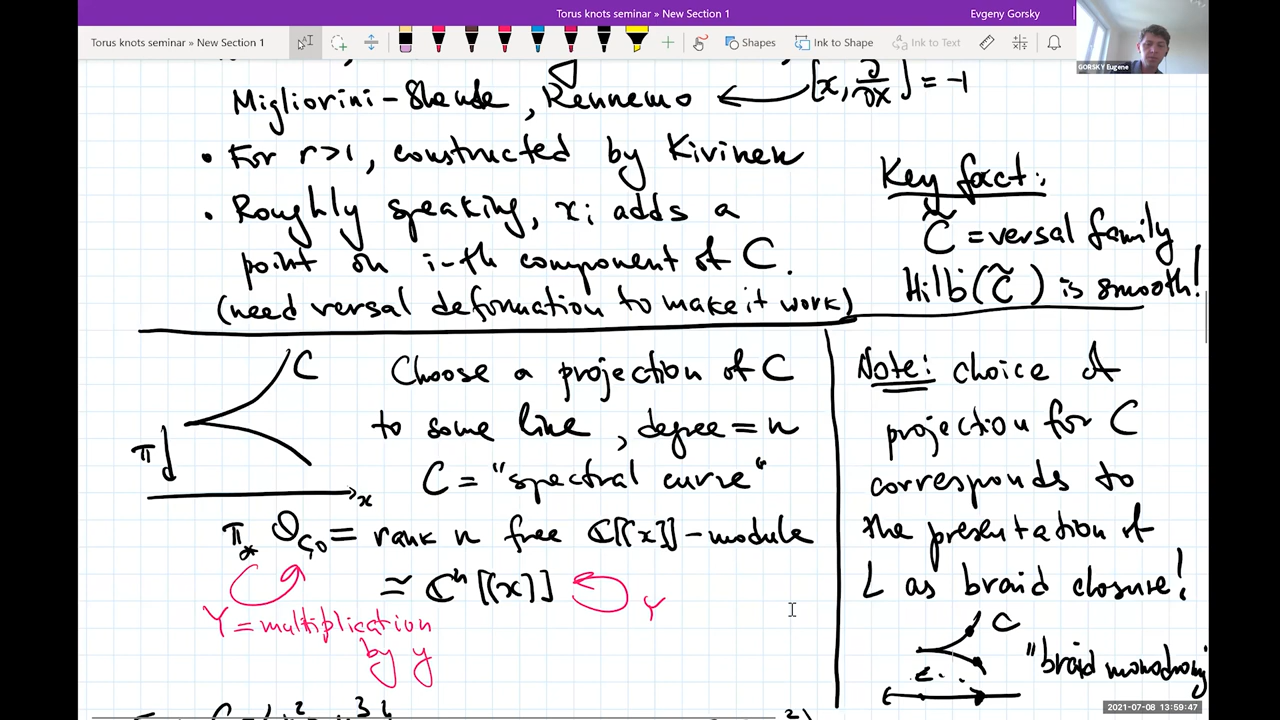 Torus knots seminar » New Section 1
Evgeny Gorsky
Torus knots seminar » New Section 1
Shapes
Ink to Shape
Ink to Text
GORSKY Eugene
[x, ∂/∂x] = -1
Migliorini-Shende, Rennemo ←
• For r>1, constructed by Kivinen
• Roughly speaking, xi adds a
point on i-th component of C.
(need versal deformation to make it work)
Key fact:
C̃ = versal family
Hilb(C̃) is smooth!
C
π
x
Choose a projection of C
to some line, degree = n
C = "spectral curve"
π* O_C,0 = rank n free ℂ[[x]]-module
≃ ℂⁿ[[x]]
Y
Y = multiplication
by y
Note: choice of
projection for C
corresponds to
the presentation of
L as braid closure!
C
"braid monodromy
2021-07-08 13:59:47